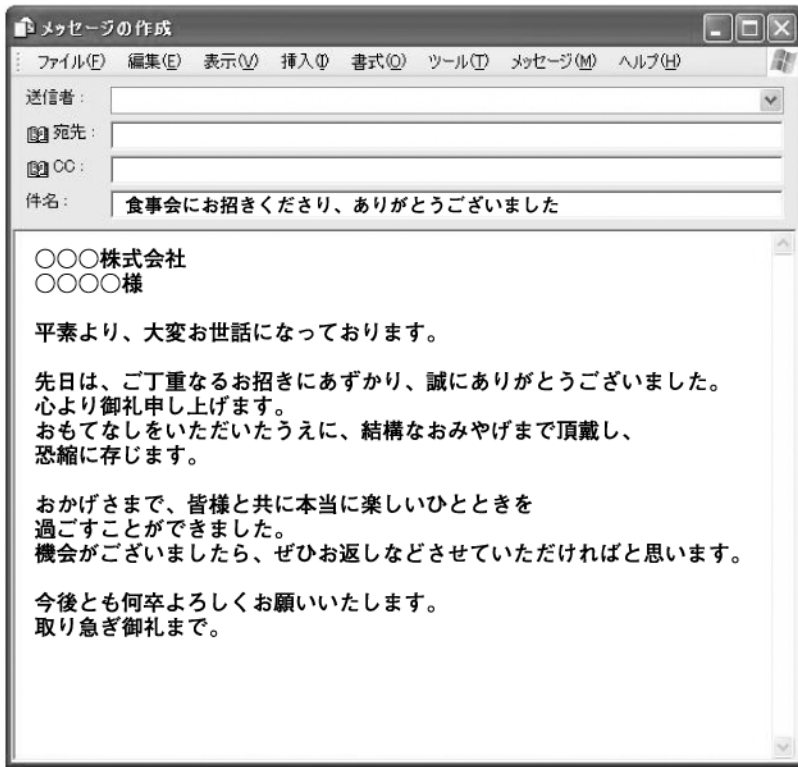 メッセージの作成
ファイル(F) 編集(E) 表示(V) 挿入(I) 書式(O) ツール(T) メッセージ(M) ヘルプ(H)
送信者：
宛先：
CC：
件名： 食事会にお招きくださり、ありがとうございました
○○○株式会社
○○○○様
平素より、大変お世話になっております。
先日は、ご丁重なるお招きにあずかり、誠にありがとうございました。
心より御礼申し上げます。
おもてなしをいただいたうえに、結構なおみやげまで頂戴し、
恐縮に存じます。
おかげさまで、皆様と共に本当に楽しいひとときを
過ごすことができました。
機会がございましたら、ぜひお返しなどさせていただければと思います。
今後とも何卒よろしくお願いいたします。
取り急ぎ御礼まで。